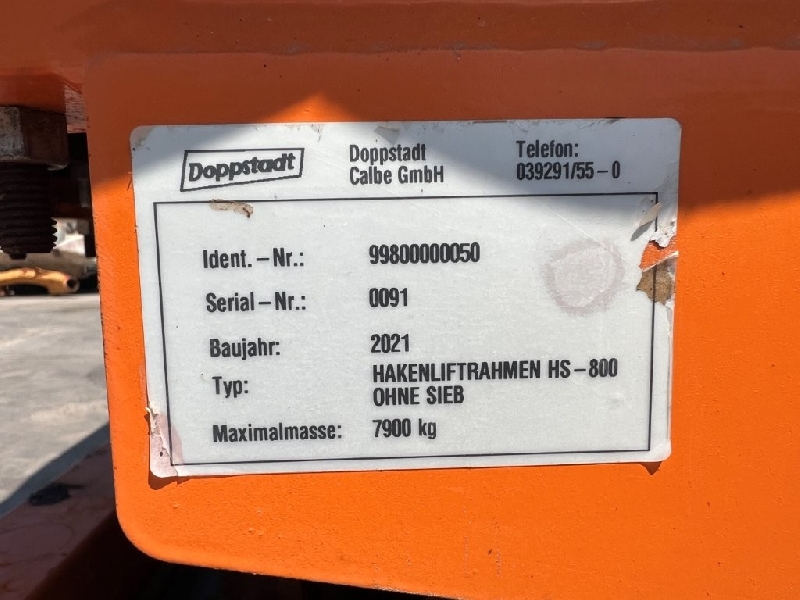 Doppstadt
Doppstadt
Calbe GmbH
Telefon:
039291/55-0
Ident.-Nr.: 99800000050
Serial-Nr.: 0091
Baujahr: 2021
Typ: HAKENLIFTRAHMEN HS-800
OHNE SIEB
Maximalmasse: 7900 kg